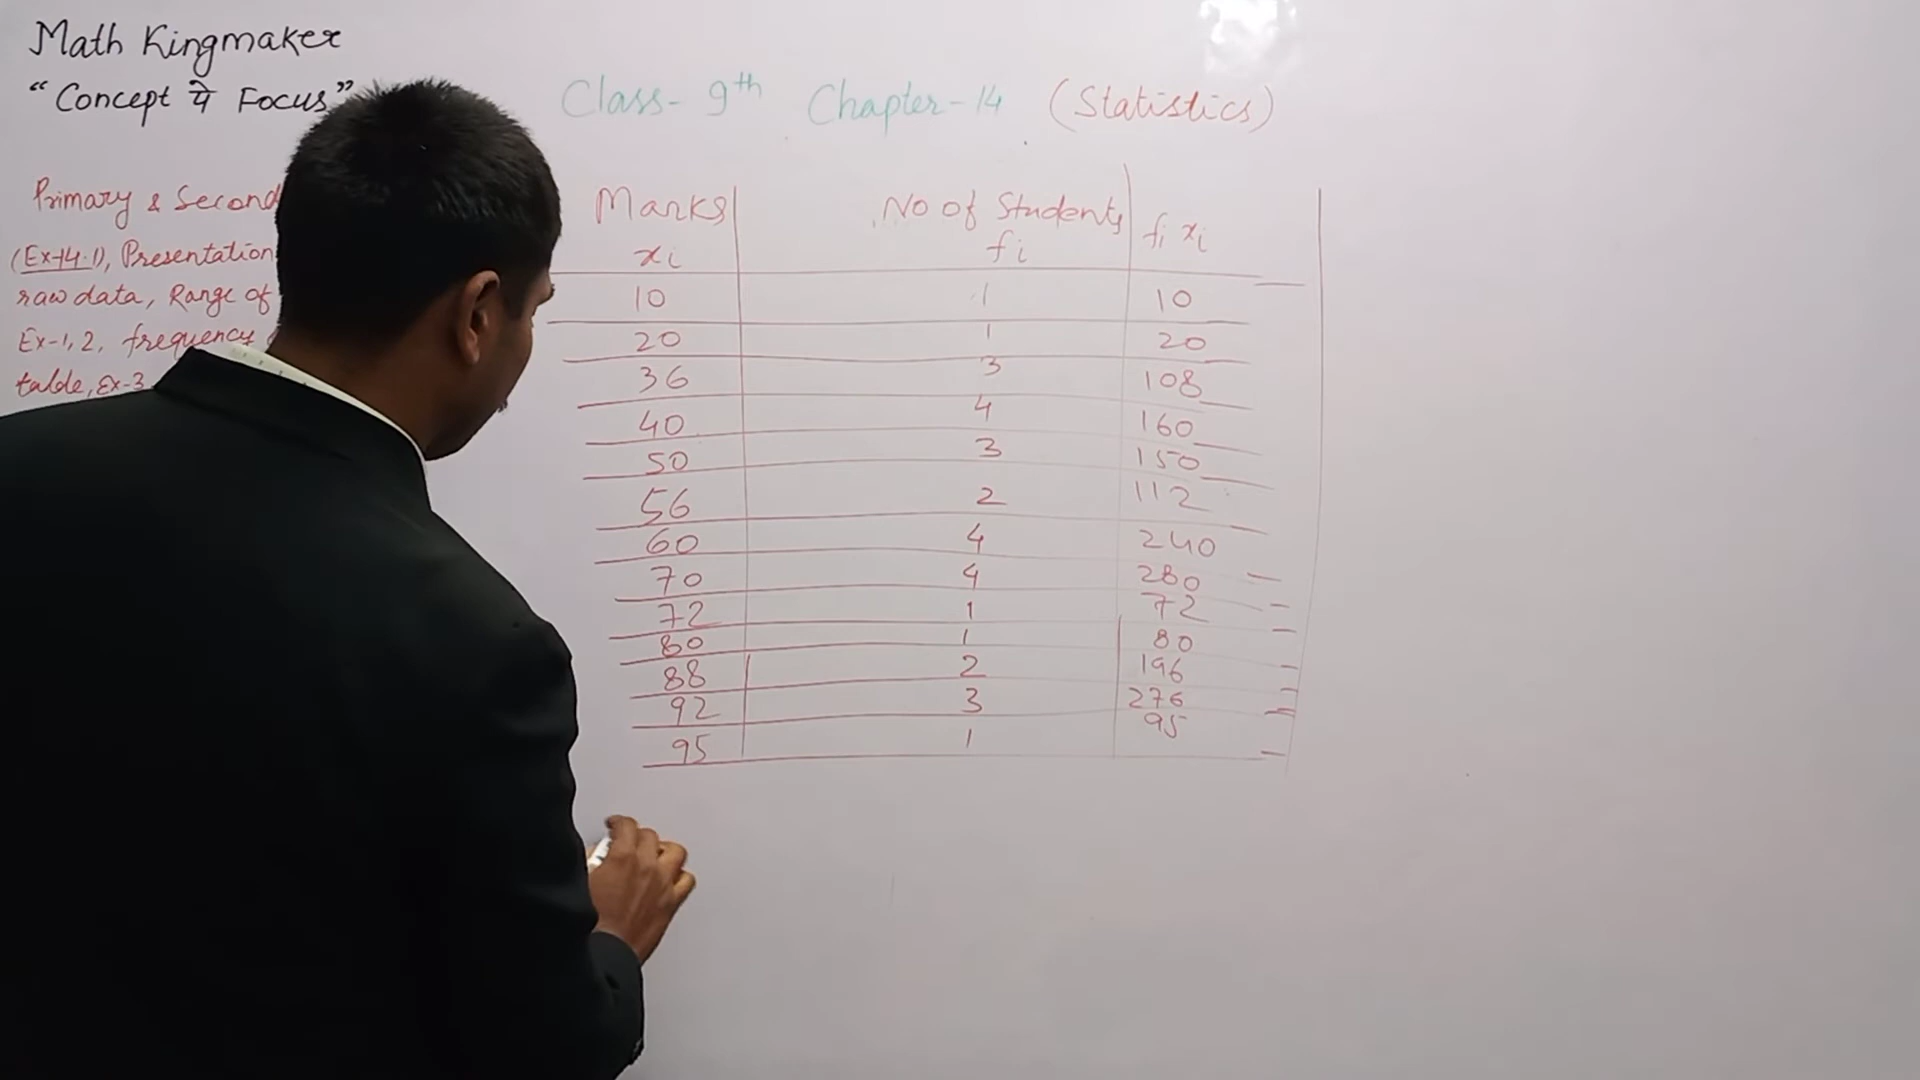 Math Kingmaker
"Concept पे Focus"
Class- 9th Chapter-14 (Statistics)
Primary & Second
(Ex-14.1), Presentation
raw data, Range of
Ex-1, 2, frequency
table, Ex-3
Marks No of Students fi xi
xi fi
10 1 10
20 1 20
36 3 108
40 4 160
50 3 150
56 2 112
60 4 240
70 4 280
72 1 72
80 1 80
88 2 196
92 3 276
95 1 95